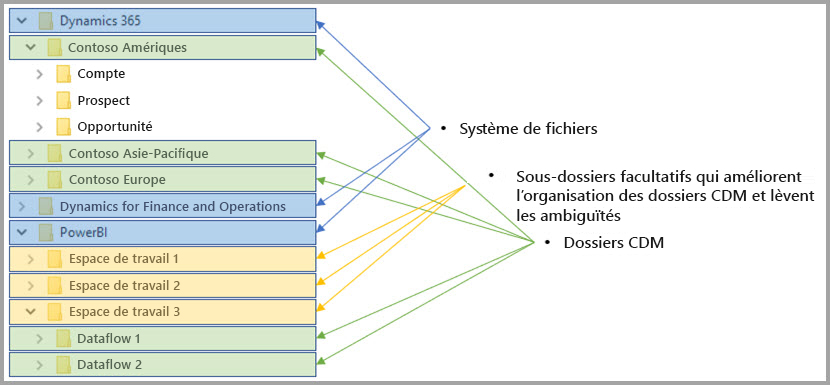 Dynamics 365
Contoso Amériques
Compte
Prospect
Opportunité
Contoso Asie-Pacifique
Contoso Europe
Dynamics for Finance and Operations
PowerBI
Espace de travail 1
Espace de travail 2
Espace de travail 3
Dataflow 1
Dataflow 2
• Système de fichiers
• Sous-dossiers facultatifs qui améliorent
l’organisation des dossiers CDM et lèvent
les ambiguïtés
• Dossiers CDM